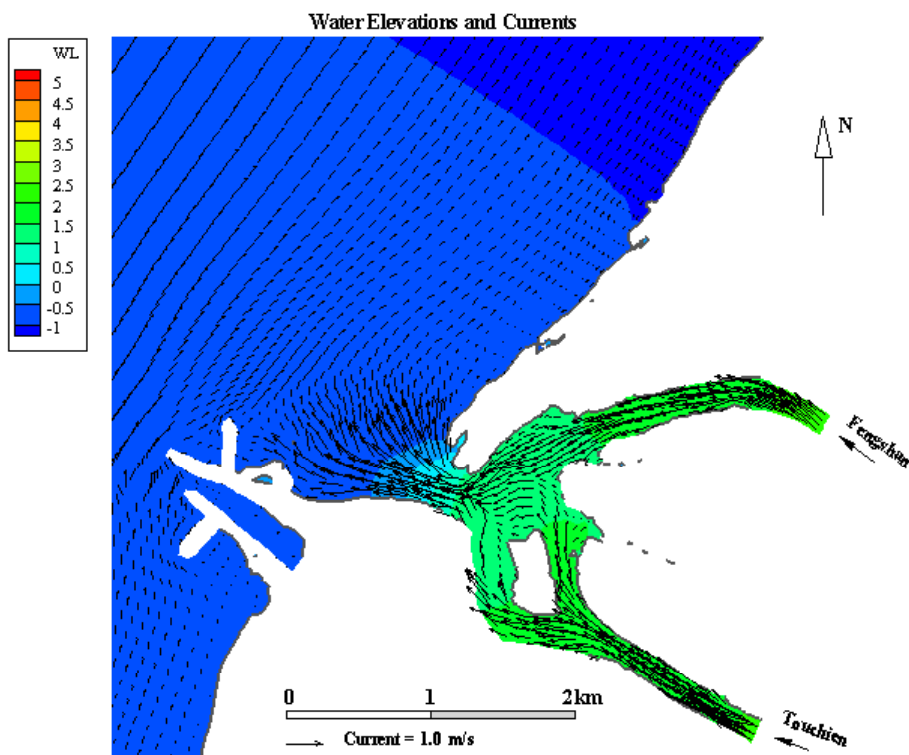 Water Elevations and Currents
WL
5
4.5
4
3.5
3
2.5
2
1.5
1
0.5
0
-0.5
-1
N
Fengshan
Touchien
0 1 2km
Current = 1.0 m/s